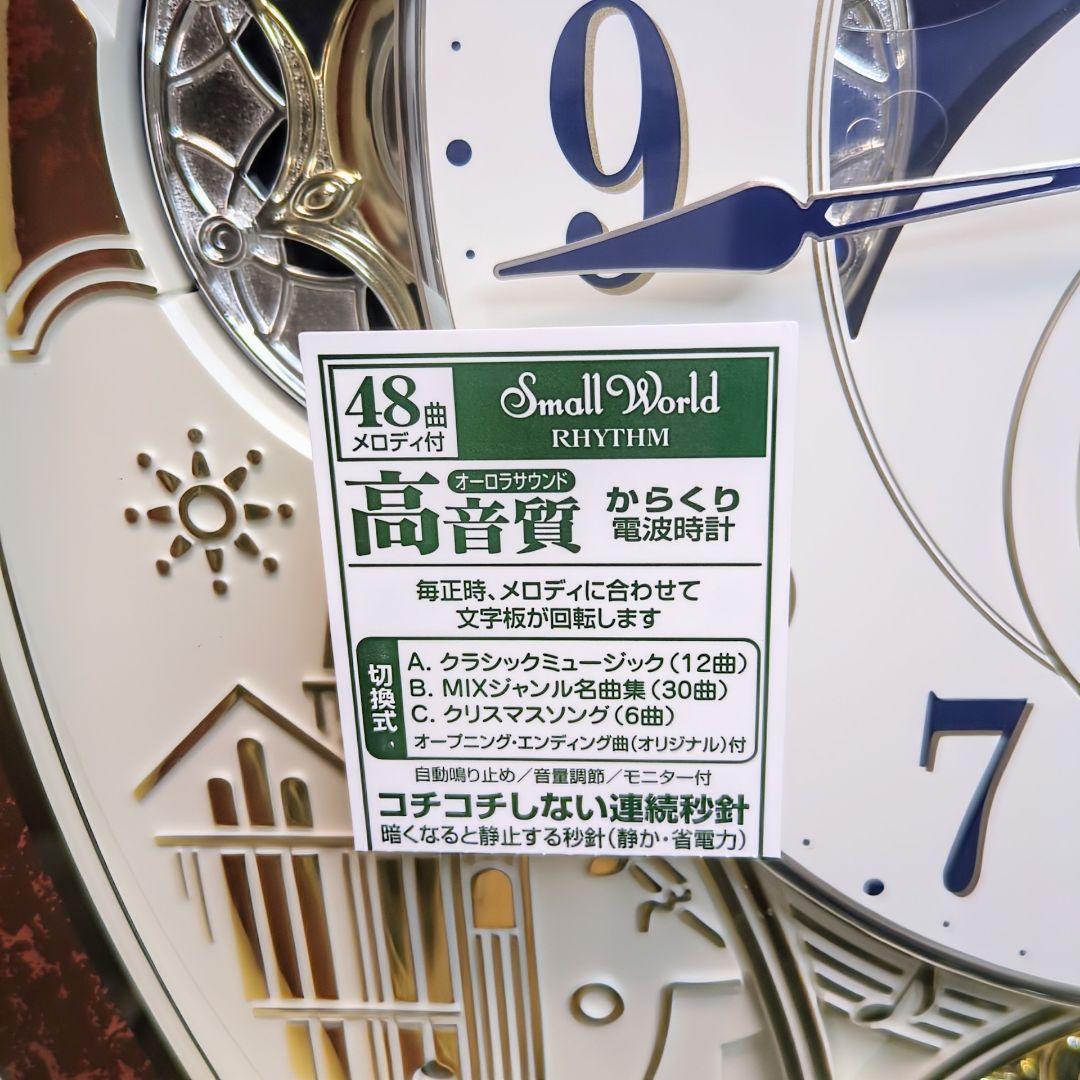 9
48曲
メロディ付
Small World
RHYTHM
オーロラサウンド
高音質
からくり
電波時計
毎正時、メロディに合わせて
文字板が回転します
切換式
A. クラシックミュージック(12曲)
B. MIXジャンル名曲集(30曲)
C. クリスマスソング(6曲)
オープニング・エンディング曲(オリジナル)付
自動鳴り止め/音量調節/モニター付
コチコチしない連続秒針
暗くなると静止する秒針(静か・省電力)
7